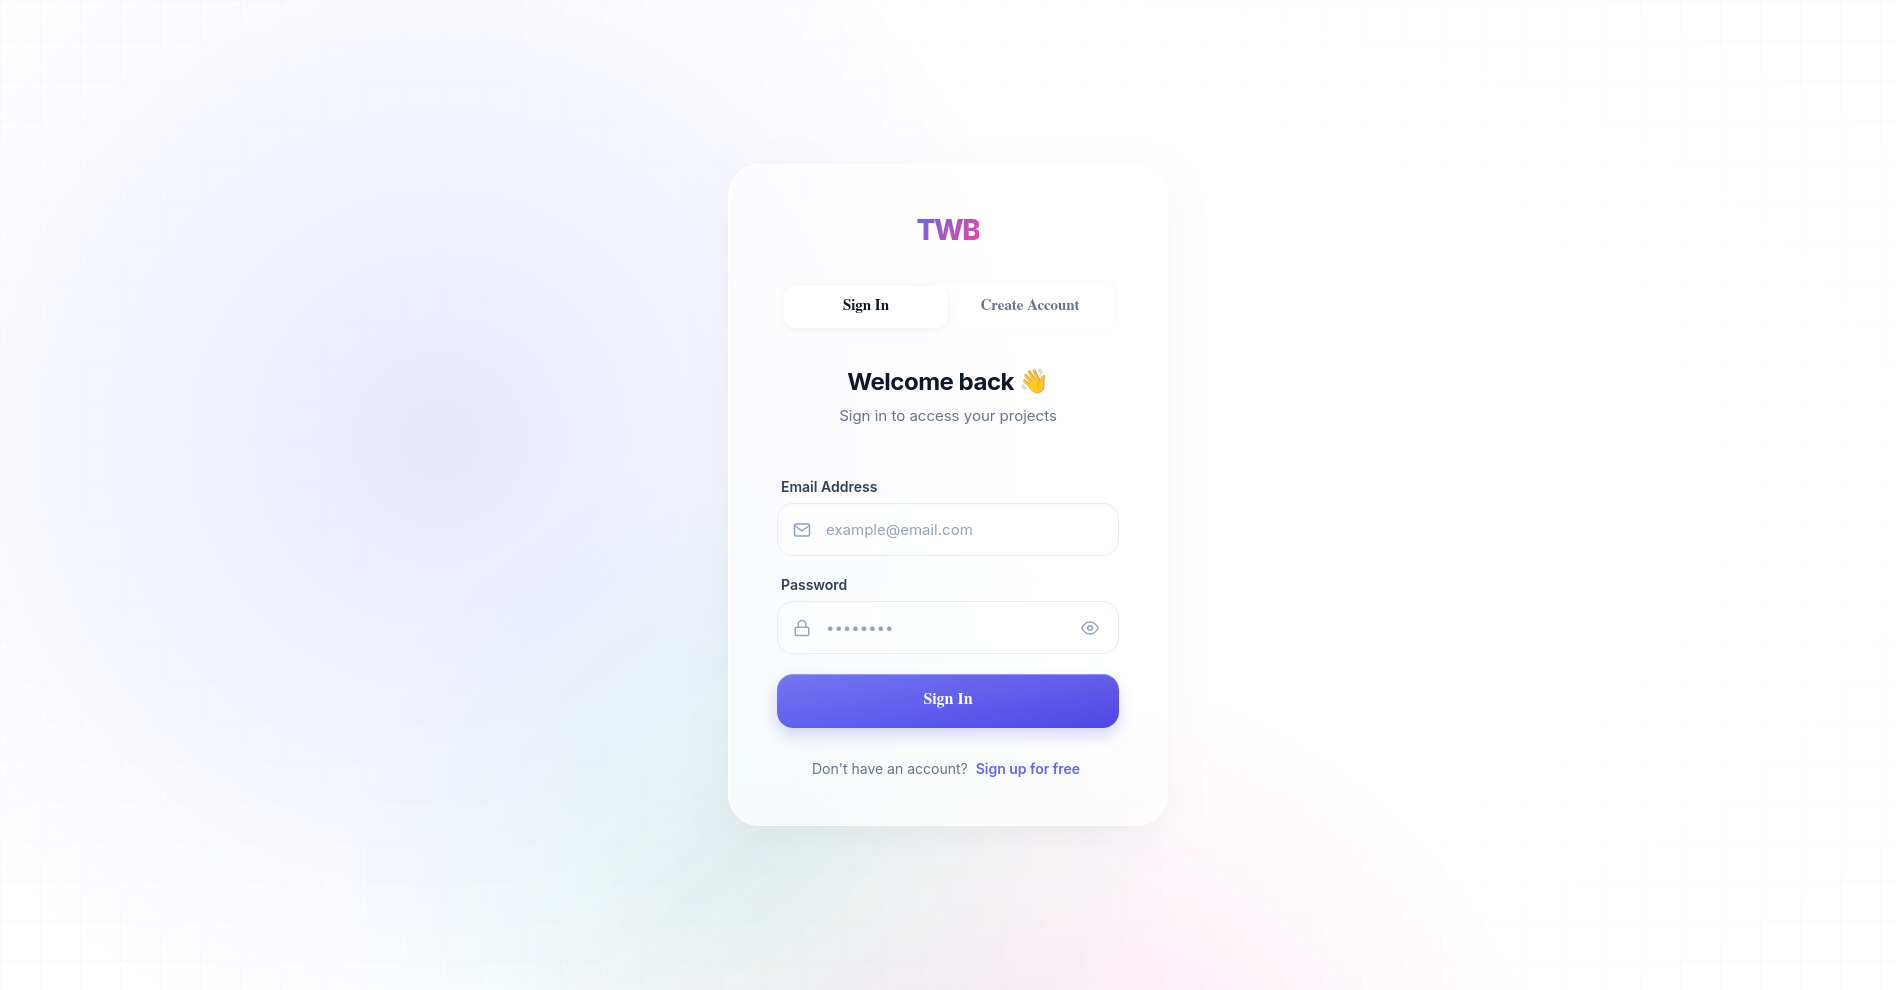 TWB
Sign In
Create Account
Welcome back 👋
Sign in to access your projects
Email Address
example@email.com
Password
••••••••
Sign In
Don't have an account? Sign up for free